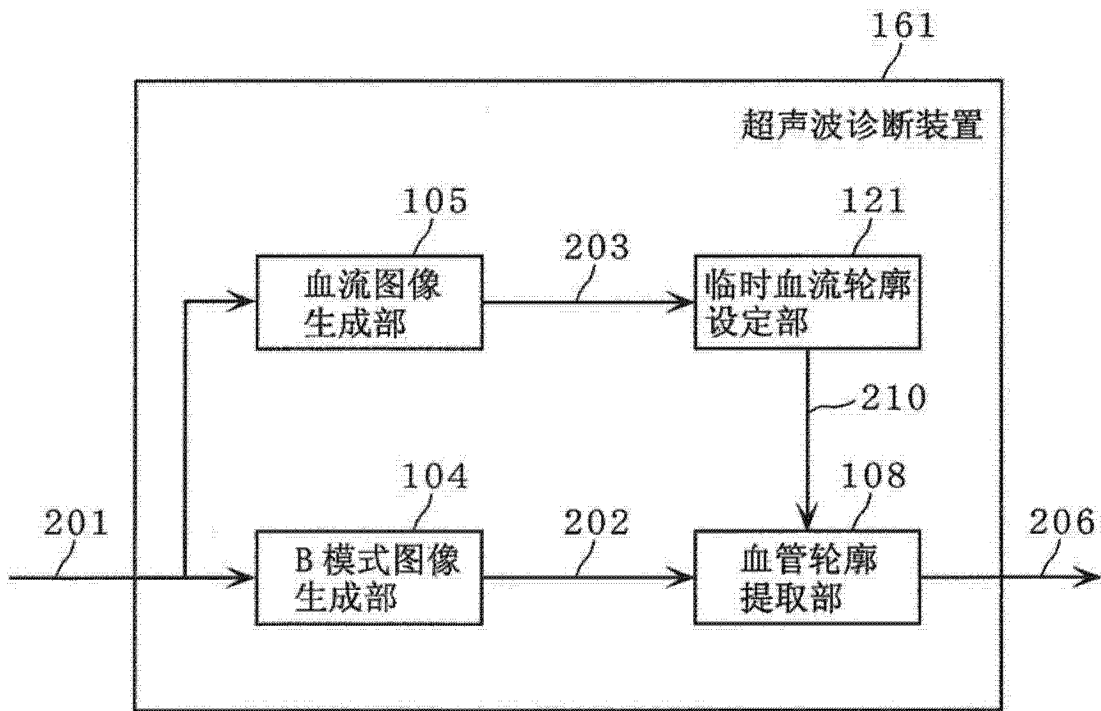 161
超声波诊断装置
105
203
121
血流图像
生成部
临时血流轮廓
设定部
210
104
108
201
202
206
B模式图像
生成部
血管轮廓
提取部